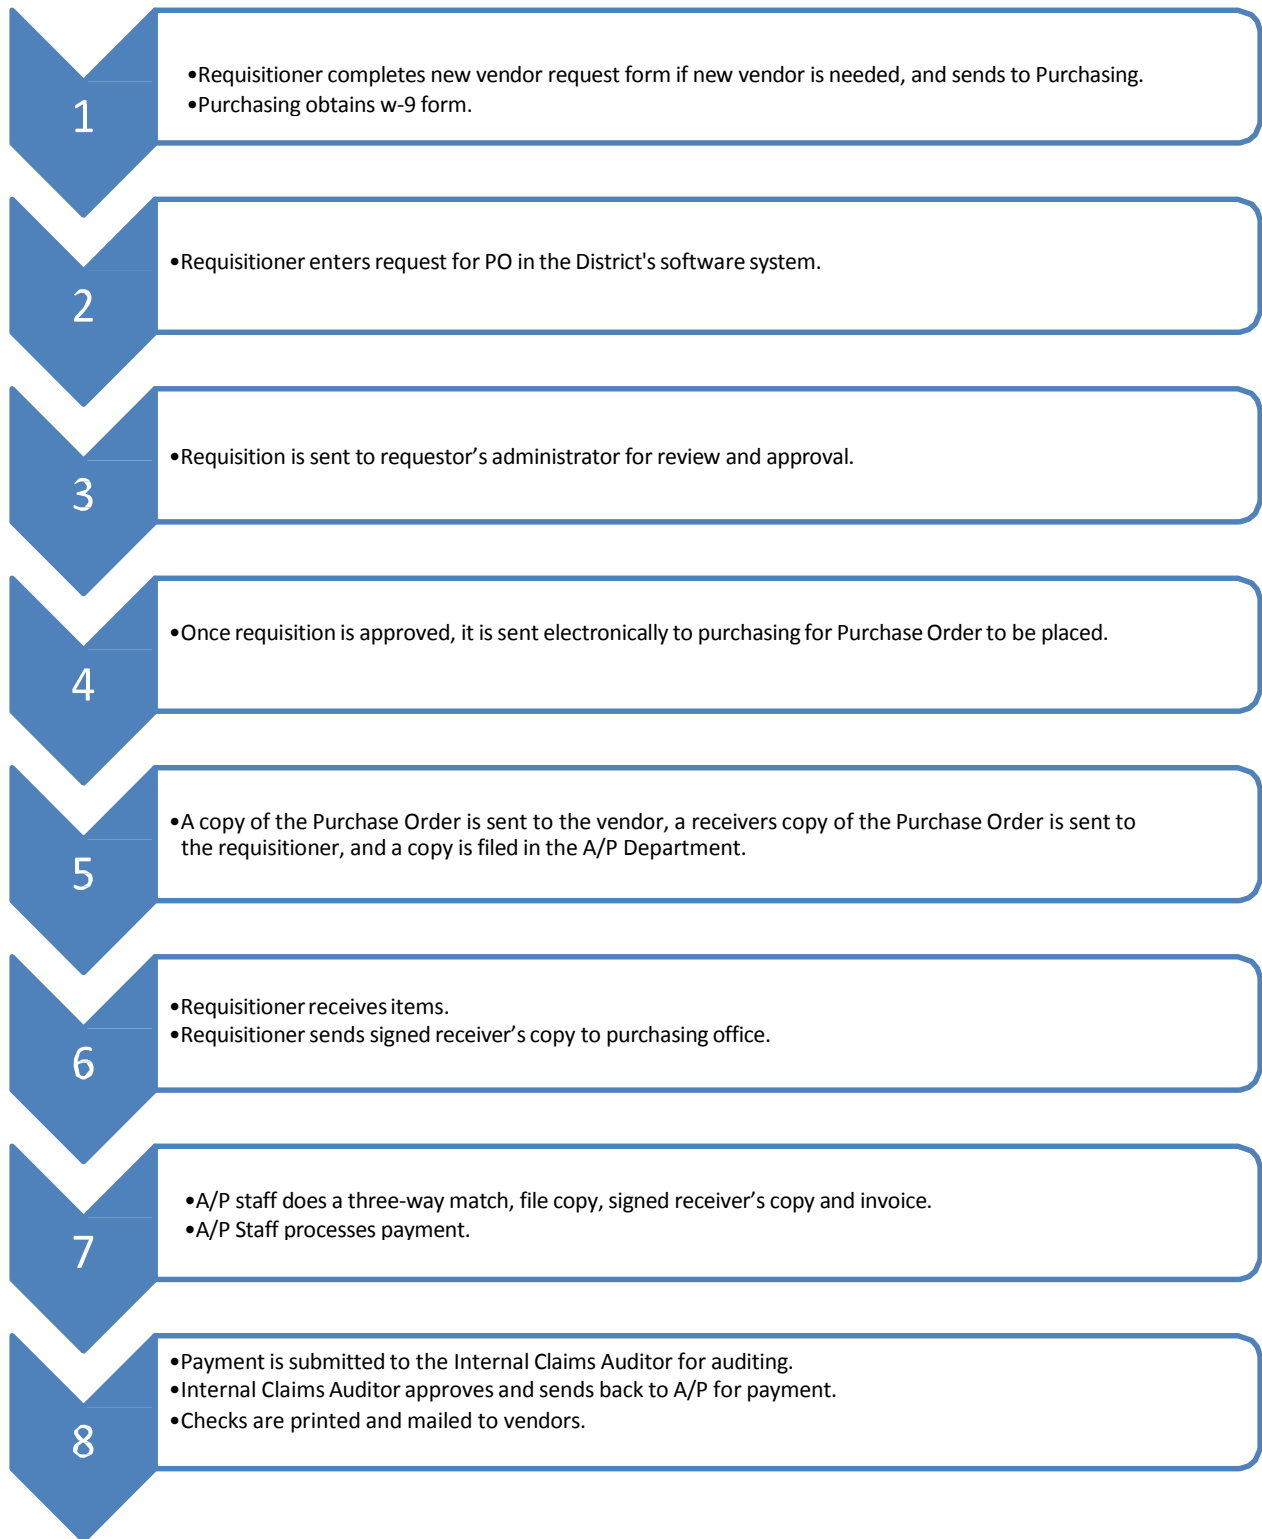 1
•Requisitioner completes new vendor request form if new vendor is needed, and sends to Purchasing.
•Purchasing obtains w-9 form.
2
•Requisitioner enters request for PO in the District's software system.
3
•Requisition is sent to requestor’s administrator for review and approval.
4
•Once requisition is approved, it is sent electronically to purchasing for Purchase Order to be placed.
5
•A copy of the Purchase Order is sent to the vendor, a receivers copy of the Purchase Order is sent to
the requisitioner, and a copy is filed in the A/P Department.
6
•Requisitioner receives items.
•Requisitioner sends signed receiver’s copy to purchasing office.
7
•A/P staff does a three-way match, file copy, signed receiver’s copy and invoice.
•A/P Staff processes payment.
8
•Payment is submitted to the Internal Claims Auditor for auditing.
•Internal Claims Auditor approves and sends back to A/P for payment.
•Checks are printed and mailed to vendors.